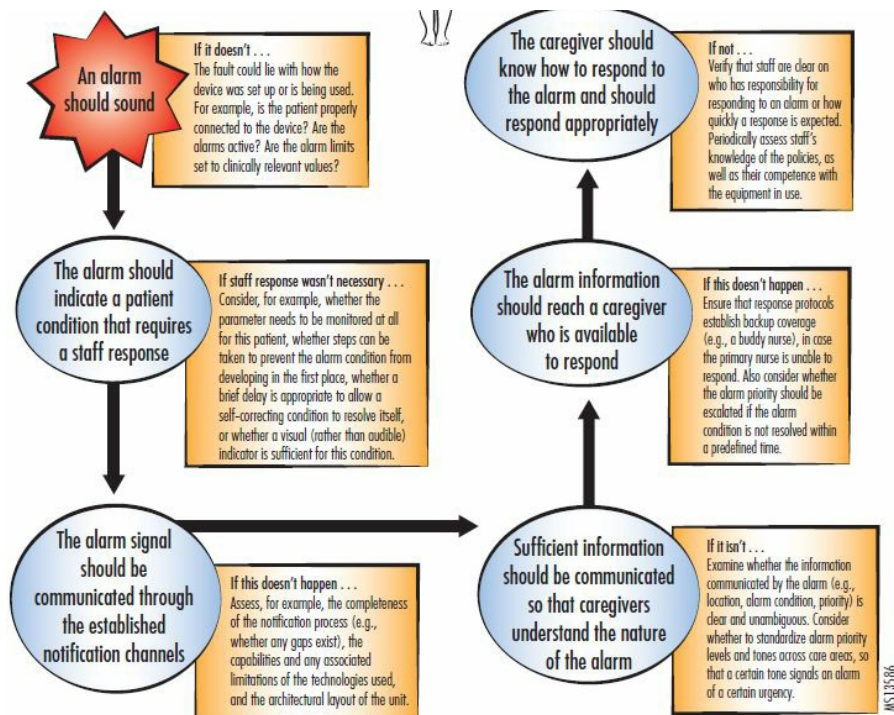 An alarm
should sound
If it doesn't . . .
The fault could lie with how the
device was set up or is being used.
For example, is the patient properly
connected to the device? Are the
alarms active? Are the alarm limits
set to clinically relevant values?
The alarm should
indicate a patient
condition that requires
a staff response
If staff response wasn't necessary . . .
Consider, for example, whether the
parameter needs to be monitored at all
for this patient, whether steps can be
taken to prevent the alarm condition from
developing in the first place, whether a
brief delay is appropriate to allow a
self-correcting condition to resolve itself,
or whether a visual (rather than audible)
indicator is sufficient for this condition.
The alarm signal
should be
communicated through
the established
notification channels
If this doesn't happen . . .
Assess, for example, the completeness
of the notification process (e.g.,
whether any gaps exist), the
capabilities and any associated
limitations of the technologies used,
and the architectural layout of the unit.
Sufficient information
should be communicated
so that caregivers
understand the nature
of the alarm
If it isn't . . .
Examine whether the information
communicated by the alarm (e.g.,
location, alarm condition, priority) is
clear and unambiguous. Consider
whether to standardize alarm priority
levels and tones across care areas, so
that a certain tone signals an alarm
of a certain urgency.
The alarm information
should reach a caregiver
who is available
to respond
If this doesn't happen . . .
Ensure that response protocols
establish backup coverage
(e.g., a buddy nurse), in case
the primary nurse is unable to
respond. Also consider whether
the alarm priority should be
escalated if the alarm
condition is not resolved within
a predefined time.
The caregiver should
know how to respond to
the alarm and should
respond appropriately
If not . . .
Verify that staff are clear on
who has responsibility for
responding to an alarm or how
quickly a response is expected.
Periodically assess staff's
knowledge of the policies, as
well as their competence with
the equipment in use.
MS13586